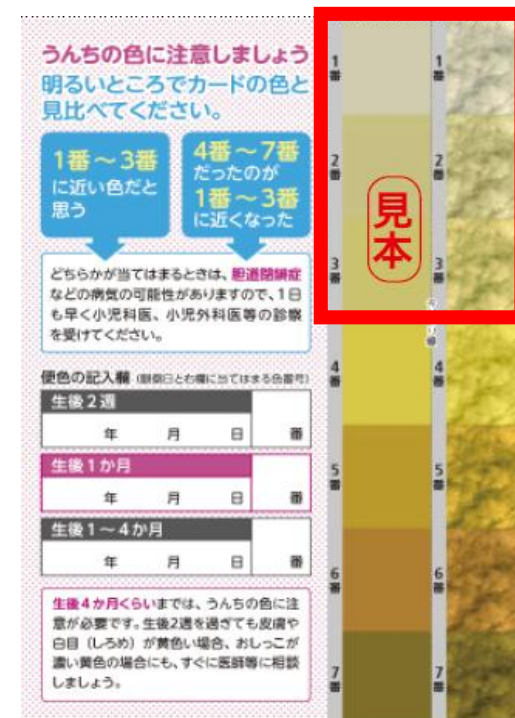 うんちの色に注意しましょう
明るいところでカードの色と
見比べてください。
1番～3番
に近い色だと
思う
4番～7番
だったのが
1番～3番
に近くなった
どちらかが当てはまるときは、胆道閉鎖症
などの病気の可能性がありますので、1日
も早く小児科医、小児外科医等の診察
を受けてください。
便色の記入欄
生後2週
年 月 日 番
生後1か月
年 月 日 番
生後1～4か月
年 月 日 番
生後4か月くらいまでは、うんちの色に注
意が必要です。生後2週を過ぎても皮膚や
白目（しろめ）が黄色い場合、おしっこが
濃い黄色の場合にも、すぐに医師等に相談
しましょう。
1番
2番
3番
4番
5番
6番
7番
見本
1番
2番
3番
4番
5番
6番
7番